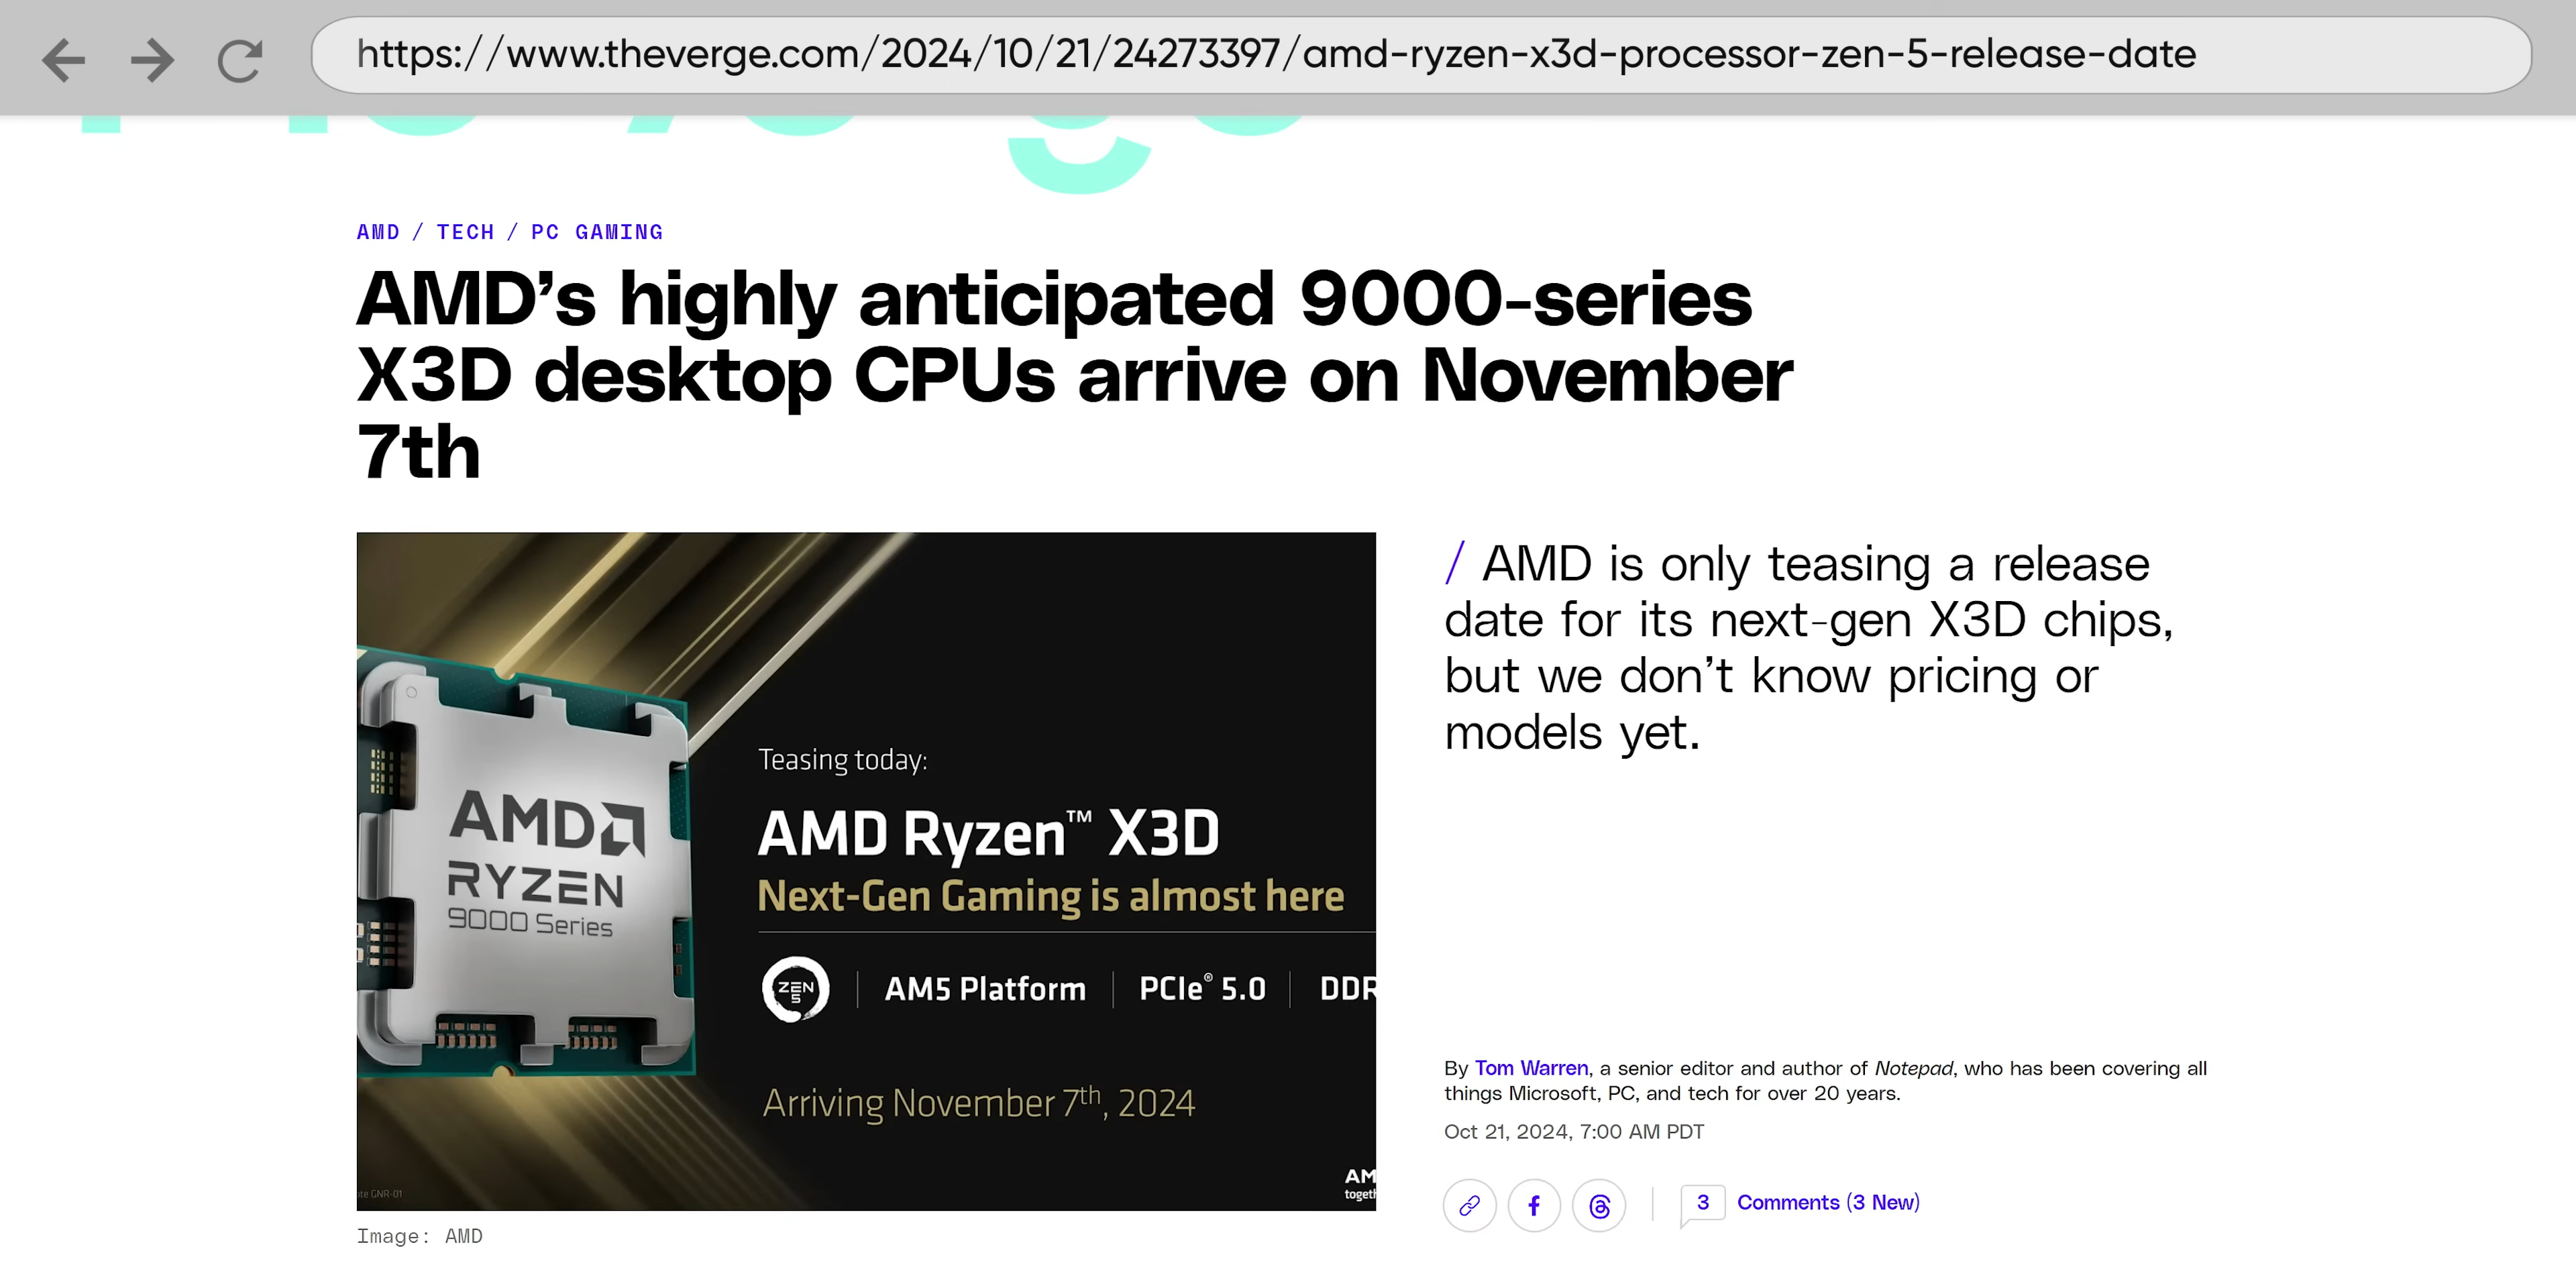 https://www.theverge.com/2024/10/21/24273397/amd-ryzen-x3d-processor-zen-5-release-date
AMD / TECH / PC GAMING
AMD’s highly anticipated 9000-series
X3D desktop CPUs arrive on November
7th
AMD
RYZEN
9000 Series
Teasing today:
AMD Ryzen™ X3D
Next-Gen Gaming is almost here
ZEN
5
AM5 Platform
PCIe® 5.0
DDR
Arriving November 7th, 2024
GNR-01
AM
toget
Image: AMD
/ AMD is only teasing a release
date for its next-gen X3D chips,
but we don’t know pricing or
models yet.
By Tom Warren, a senior editor and author of Notepad, who has been covering all
things Microsoft, PC, and tech for over 20 years.
Oct 21, 2024, 7:00 AM PDT
3 Comments (3 New)